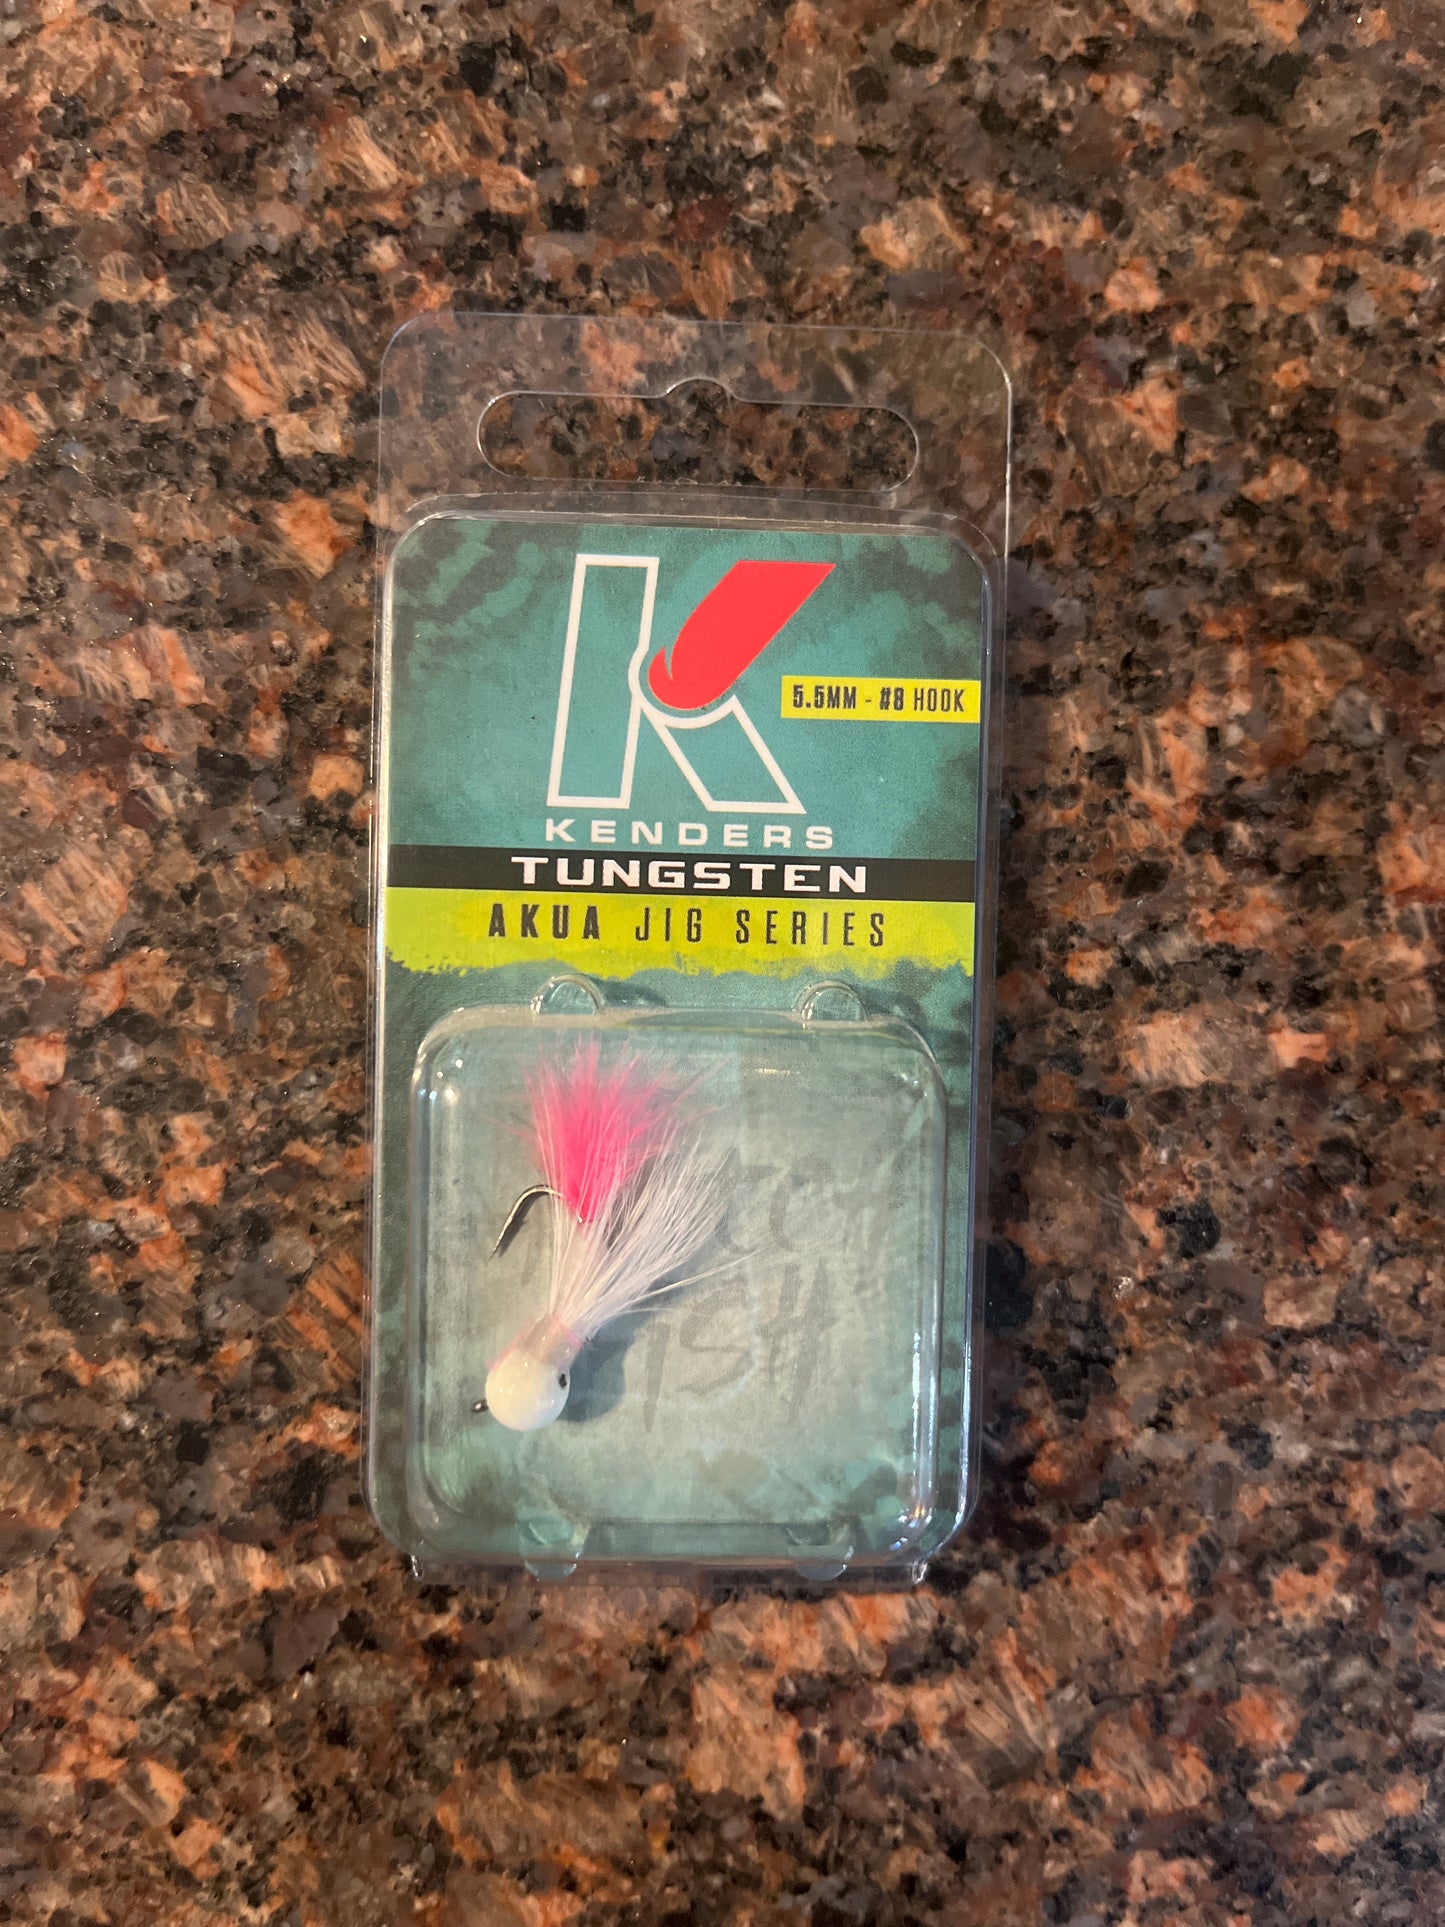 5.5MM - #8 HOOK
KENDERS
TUNGSTEN
AKUA JIG SERIES